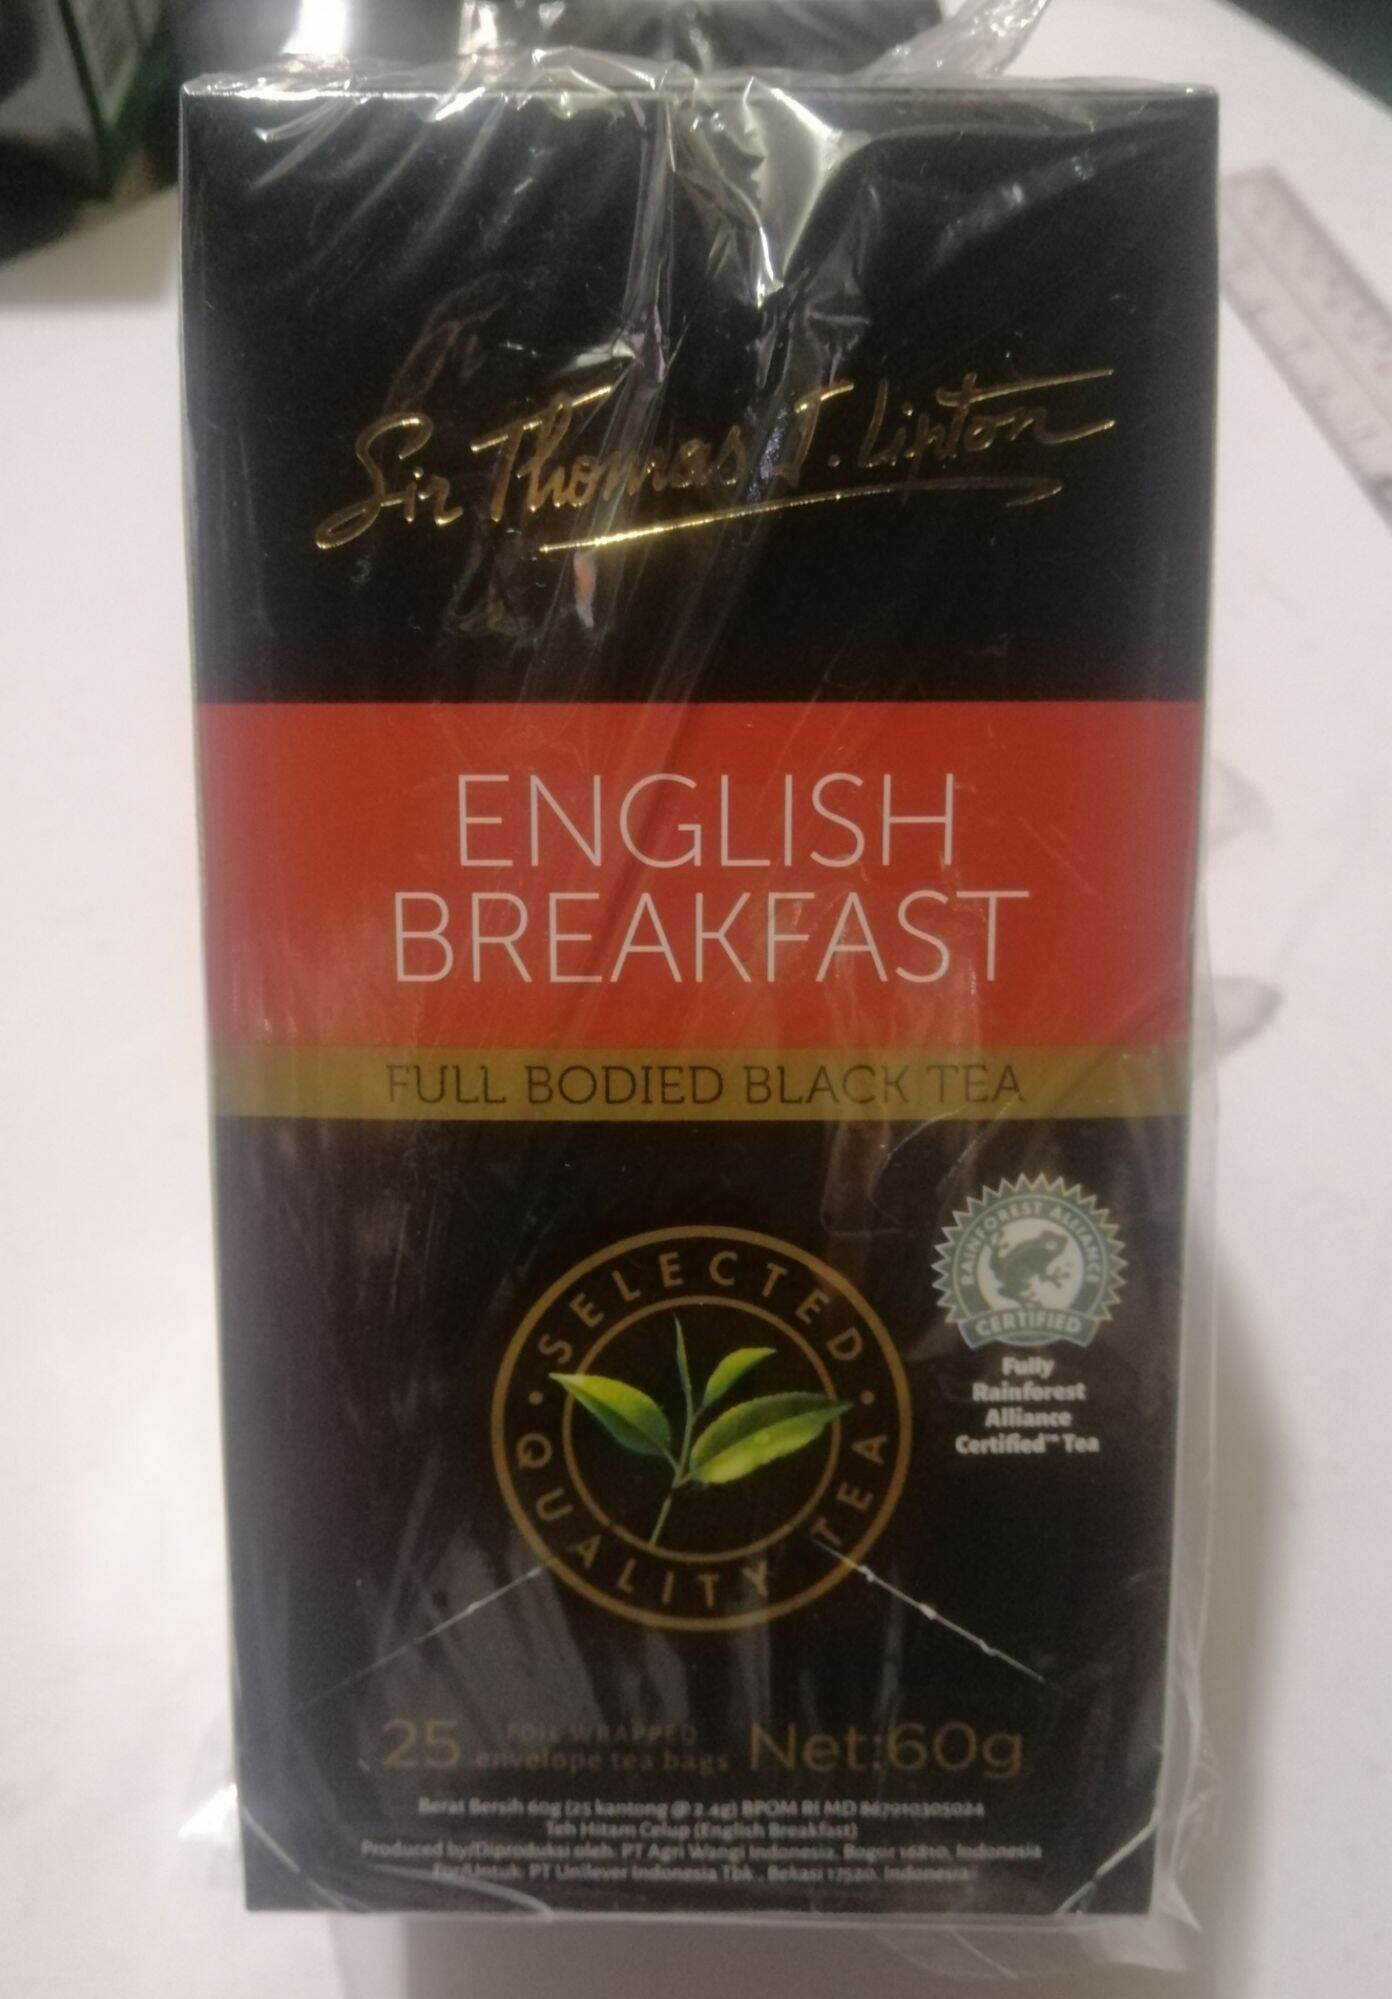 Sir Thomas J. Lipton
ENGLISH
BREAKFAST
FULL BODIED BLACK TEA
RAINFOREST ALLIANCE
CERTIFIED
Fully
Rainforest
Alliance
Certified™ Tea
SELECTED
QUALITY TEA
25 FOIL WRAPPED
envelope tea bags Net:60g
Berat Bersih 60g (25 kantong @ 2.4g) BPOM RI MD 867910305024
Teh Hitam Celup (English Breakfast)
Produced by/Diproduksi oleh: PT Agri Wangi Indonesia, Bogor 16810, Indonesia
For/Untuk: PT Unilever Indonesia Tbk., Bekasi 17520, Indonesia